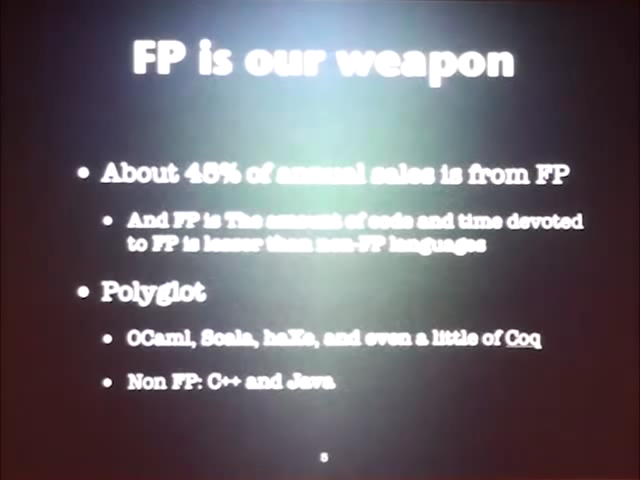 FP is our weapon
• About 45% of annual sales is from FP
• And FP is The amount of code and time devoted
to FP is lesser than non-FP languages
• Polyglot
• OCaml, Scala, haXe, and even a little of Coq
• Non FP: C++ and Java
5